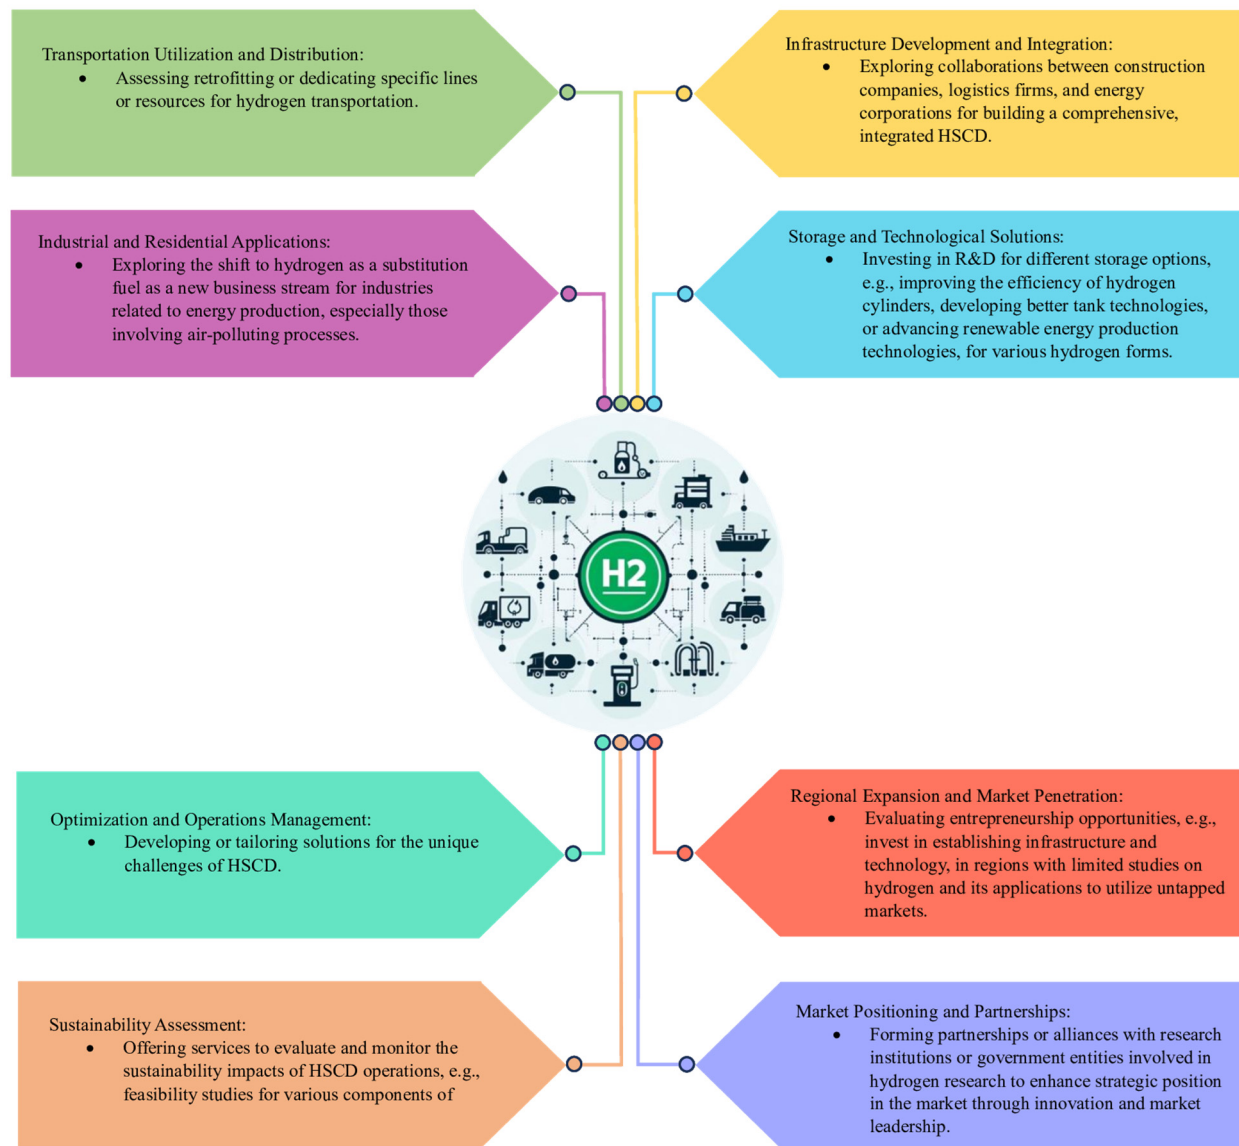 Transportation Utilization and Distribution:
• Assessing retrofitting or dedicating specific lines
or resources for hydrogen transportation.
Infrastructure Development and Integration:
• Exploring collaborations between construction
companies, logistics firms, and energy
corporations for building a comprehensive,
integrated HSCD.
Industrial and Residential Applications:
• Exploring the shift to hydrogen as a substitution
fuel as a new business stream for industries
related to energy production, especially those
involving air-polting processes.
Storage and Technological Solutions:
• Investing in R&D for different storage options,
e.g., improving the efficiency of hydrogen
cylinders, developing better tank technologies,
or advancing renewable energy production
technologies, for various hydrogen forms.
H2
Optimization and Operations Management:
• Developing or tailoring solutions for the unique
challenges of HSCD.
Regional Expansion and Market Penetration:
• Evaluating entrepreneurship opportunities, e.g.,
invest in establishing infrastructure and
technology, in regions with limited studies on
hydrogen and its applications to utilize untapped
markets.
Sustainability Assessment:
• Offering services to evaluate and monitor the
sustainability impacts of HSCD operations, e.g.,
feasibility studies for various components of
Market Positioning and Partnerships:
• Forming partnerships or alliances with research
institutions or government entities involved in
hydrogen research to enhance strategic position
in the market through innovation and market
leadership.